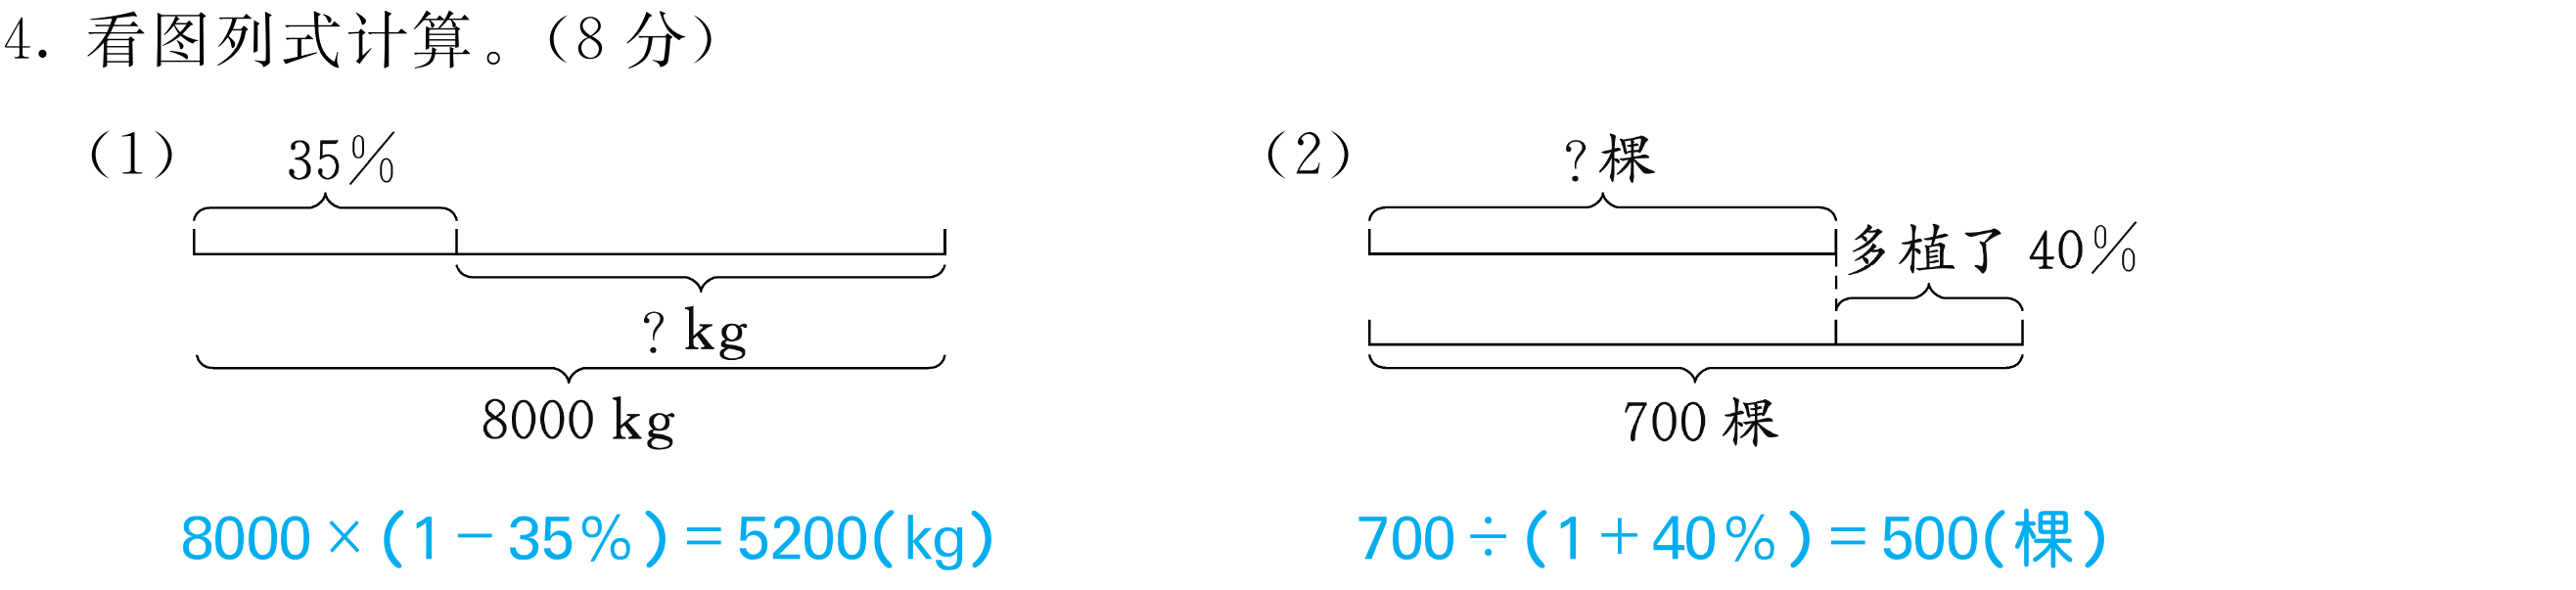 4. 看图列式计算。(8 分)
(1) 35%
? kg
8000 kg
8000×(1－35%)＝5200(kg)
(2) ?棵
多植了 40%
700 棵
700÷(1＋40%)＝500(棵)